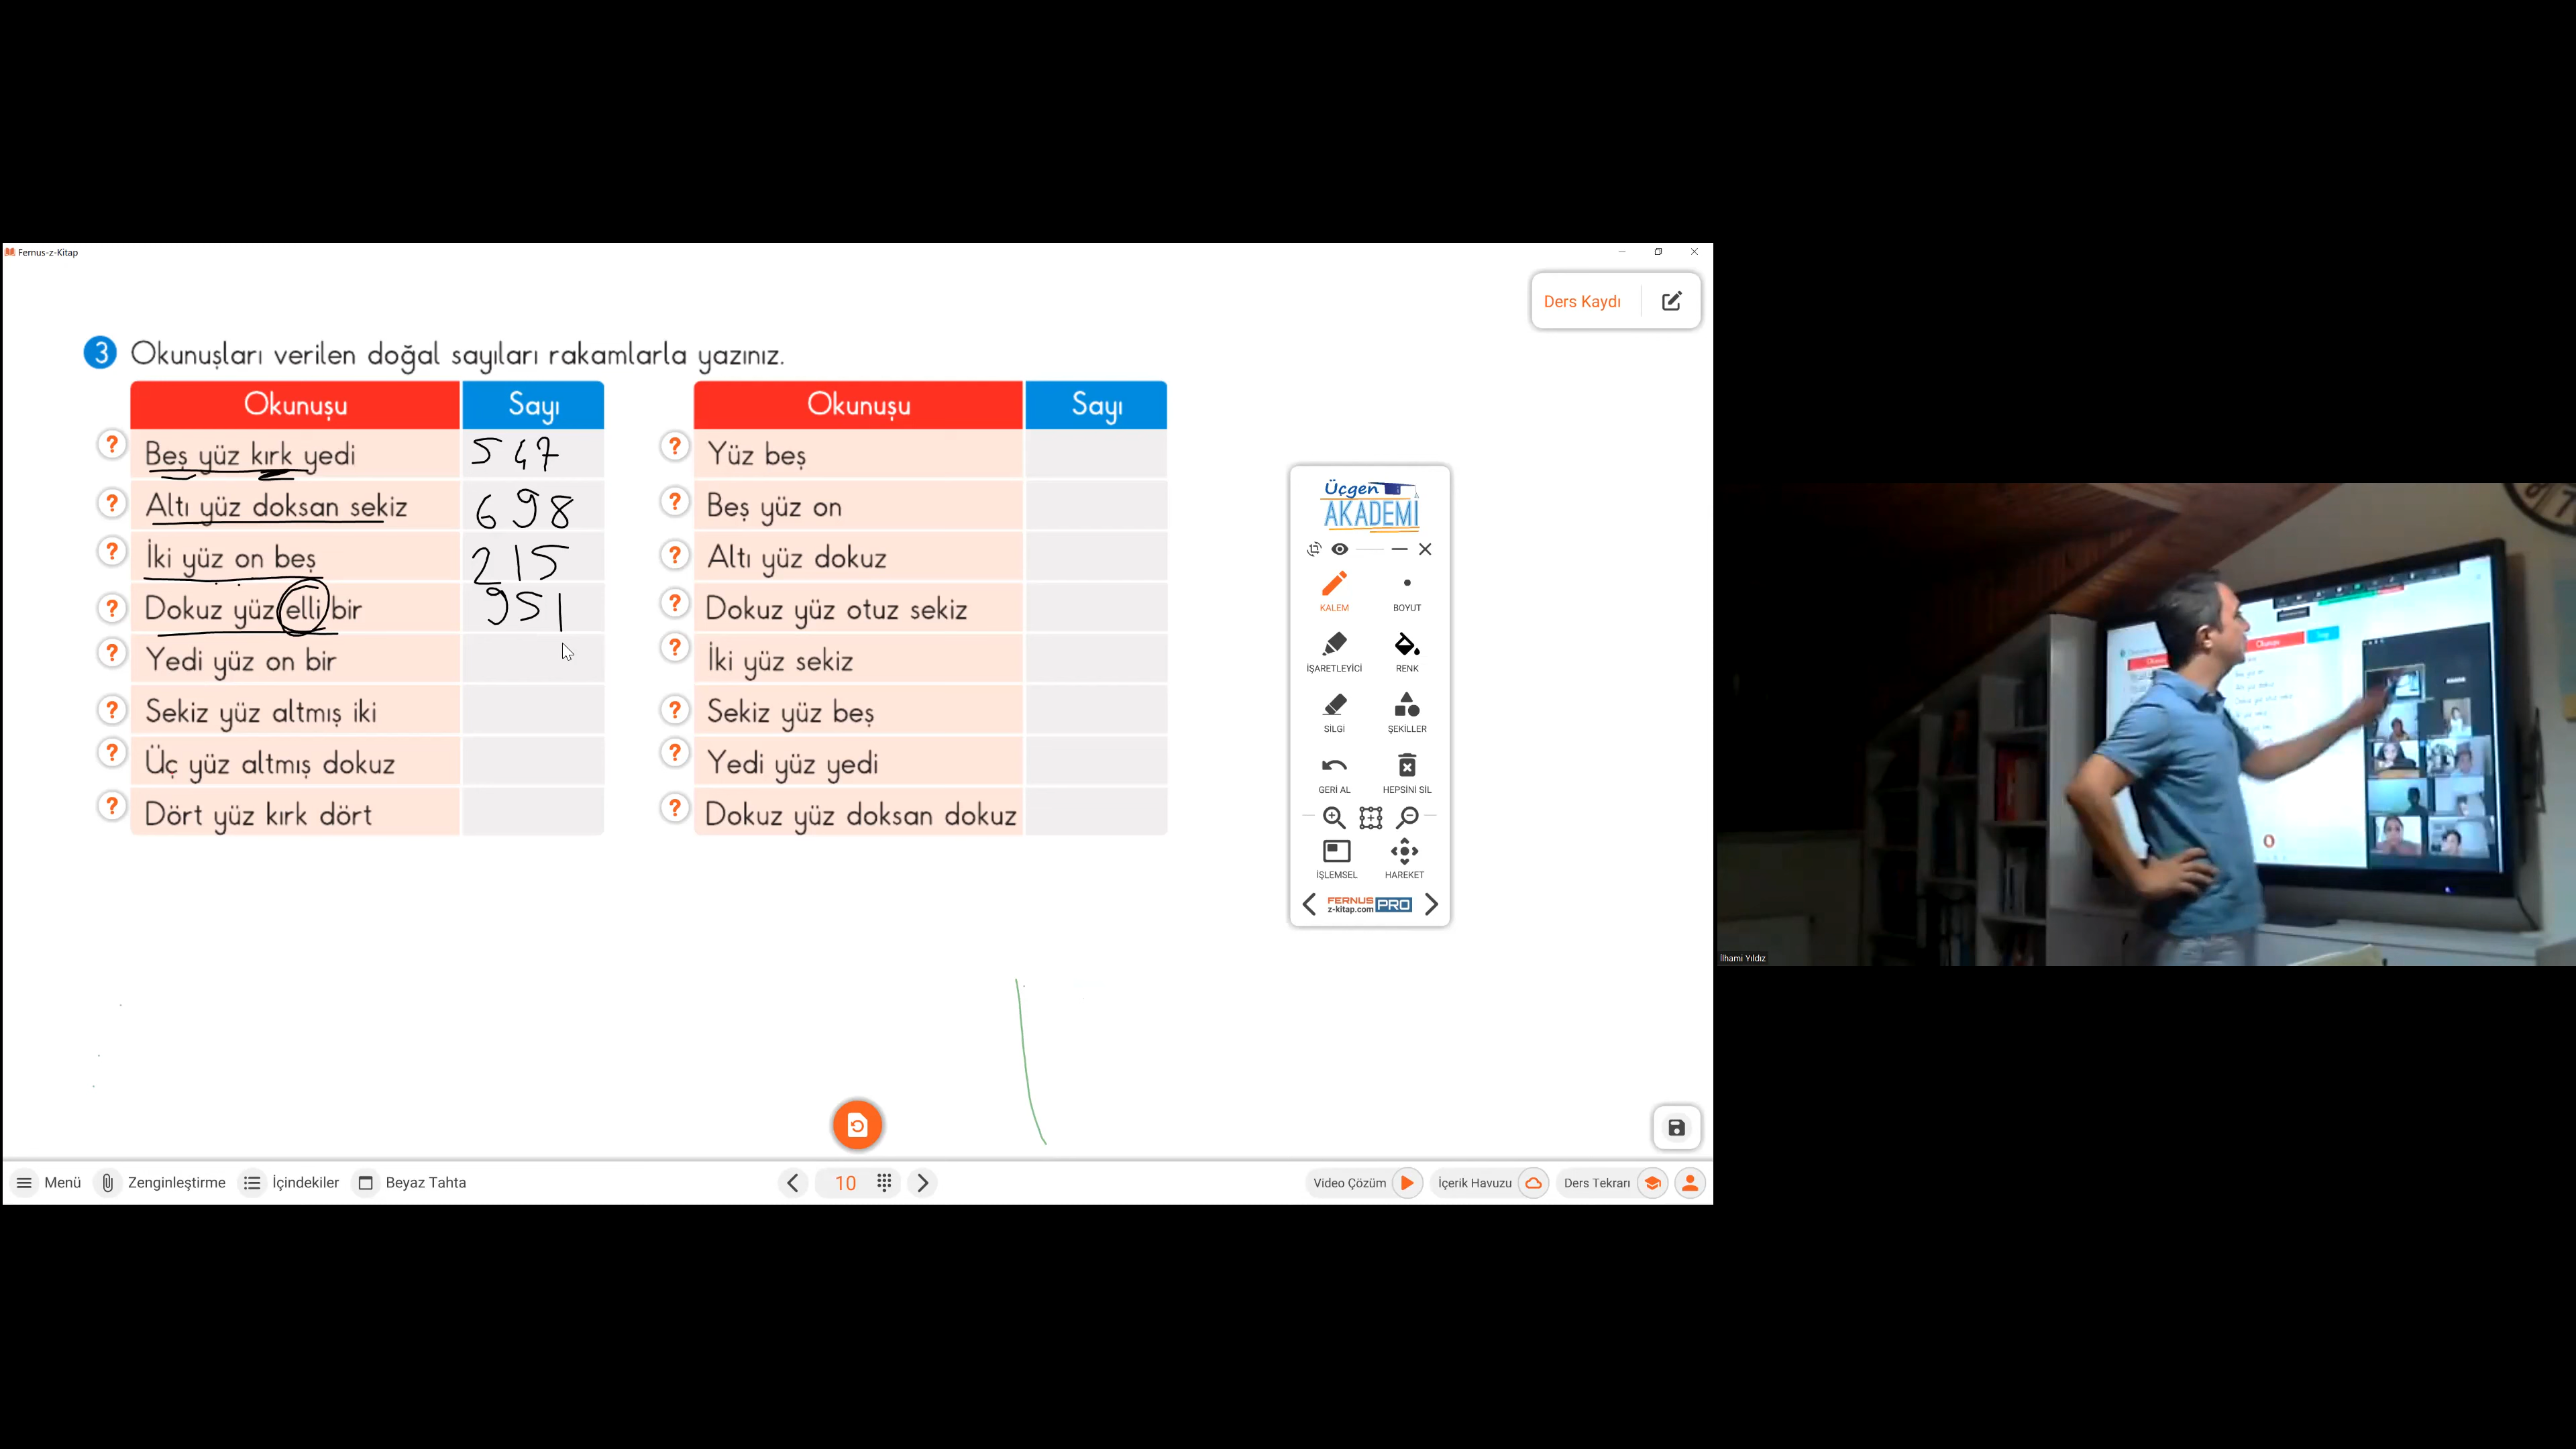 Fernus-z-Kitap
Ders Kaydı
3 Okunuşları verilen doğal sayıları rakamlarla yazınız.
Okunuşu Sayı
? Beş yüz kırk yedi 547
? Altı yüz doksan sekiz 698
? İki yüz on beş 215
? Dokuz yüz elli bir 951
? Yedi yüz on bir
? Sekiz yüz altmış iki
? Üç yüz altmış dokuz
? Dört yüz kırk dört
Okunuşu Sayı
? Yüz beş
? Beş yüz on
? Altı yüz dokuz
? Dokuz yüz otuz sekiz
? İki yüz sekiz
? Sekiz yüz beş
? Yedi yüz yedi
? Dokuz yüz doksan dokuz
Üçgen
AKADEMİ
KALEM BOYUT
İŞARETLEYİCİ RENK
SİLGİ ŞEKİLLER
GERİ AL HEPSİNİ SİL
İŞLEMSEL HAREKET
FERNUS PRO
z-kitap.com
İlhami Yıldız
Menü Zenginleştirme İçindekiler Beyaz Tahta 10 Video Çözüm İçerik Havuzu Ders Tekrarı